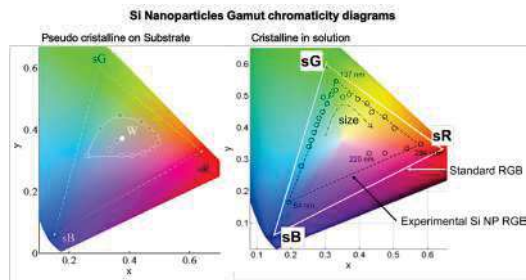 Si Nanoparticles Gamut chromaticity diagrams
Pseudo cristalline on Substrate
Cristalline in solution
sG
W
sB
0.6
0.4
0.2
0
y
0.2
0.4
0.6
x
sG
137 nm
size
sR
220 nm
64 nm
sB
Standard RGB
Experimental Si NP RGB
0.6
0.5
0.4
0.3
0.2
0.1
y
0.1
0.2
0.3
0.4
0.5
0.6
x